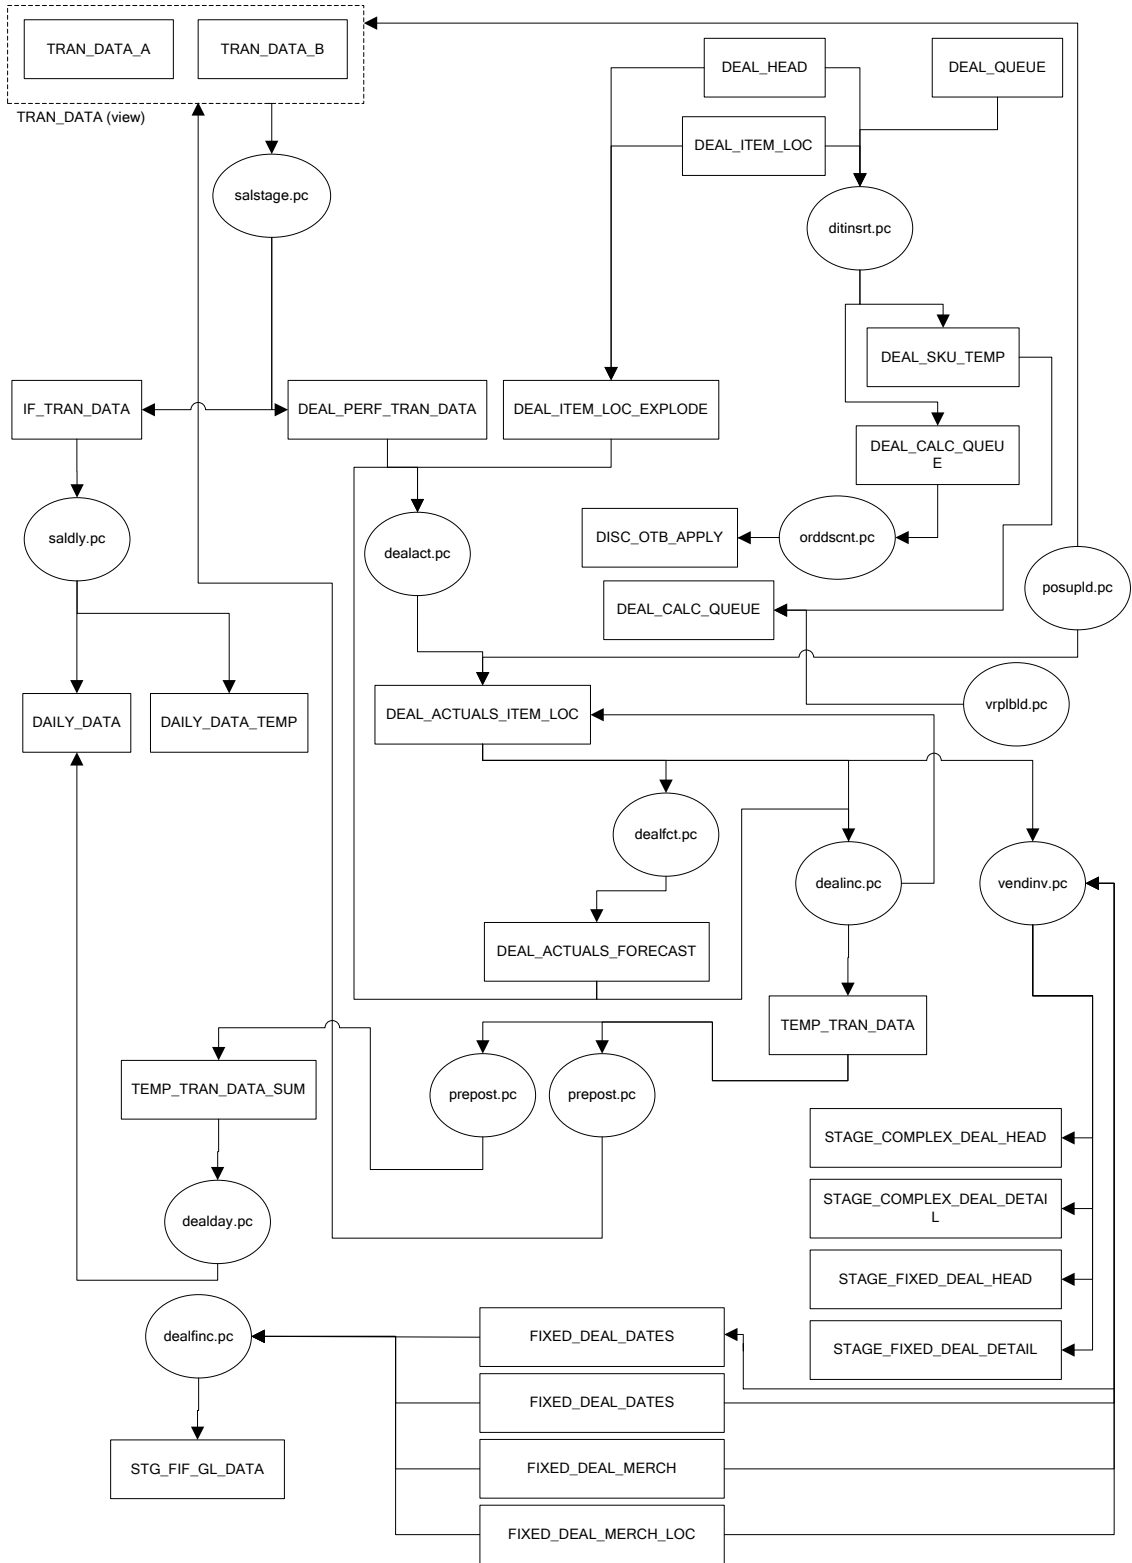 TRAN_DATA_A
TRAN_DATA_B
TRAN_DATA (view)
DEAL_HEAD
DEAL_QUEUE
DEAL_ITEM_LOC
salstage.pc
ditinsrt.pc
DEAL_SKU_TEMP
IF_TRAN_DATA
DEAL_PERF_TRAN_DATA
DEAL_ITEM_LOC_EXPLODE
DEAL_CALC_QUEU
E
saldly.pc
dealact.pc
DISC_OTB_APPLY
orddscnt.pc
posupld.pc
DEAL_CALC_QUEUE
DAILY_DATA
DAILY_DATA_TEMP
DEAL_ACTUALS_ITEM_LOC
vrplbld.pc
dealfct.pc
dealinc.pc
vendinv.pc
DEAL_ACTUALS_FORECAST
TEMP_TRAN_DATA
TEMP_TRAN_DATA_SUM
prepost.pc
prepost.pc
STAGE_COMPLEX_DEAL_HEAD
STAGE_COMPLEX_DEAL_DETAI
L
dealday.pc
STAGE_FIXED_DEAL_HEAD
dealfinc.pc
FIXED_DEAL_DATES
STAGE_FIXED_DEAL_DETAIL
FIXED_DEAL_DATES
STG_FIF_GL_DATA
FIXED_DEAL_MERCH
FIXED_DEAL_MERCH_LOC